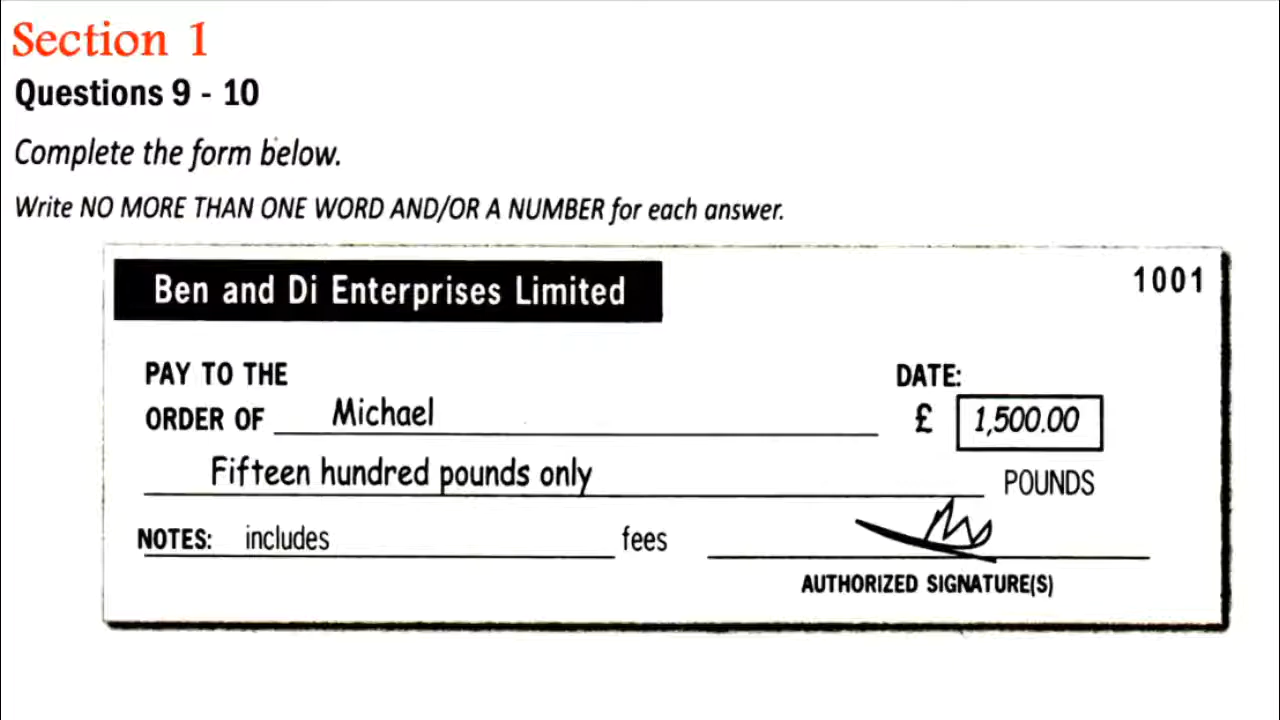 Section 1
Questions 9 - 10
Complete the form below.
Write NO MORE THAN ONE WORD AND/OR A NUMBER for each answer.
Ben and Di Enterprises Limited
1001
PAY TO THE
ORDER OF Michael
DATE:
£ 1,500.00
Fifteen hundred pounds only
POUNDS
NOTES: includes fees
AUTHORIZED SIGNATURE(S)